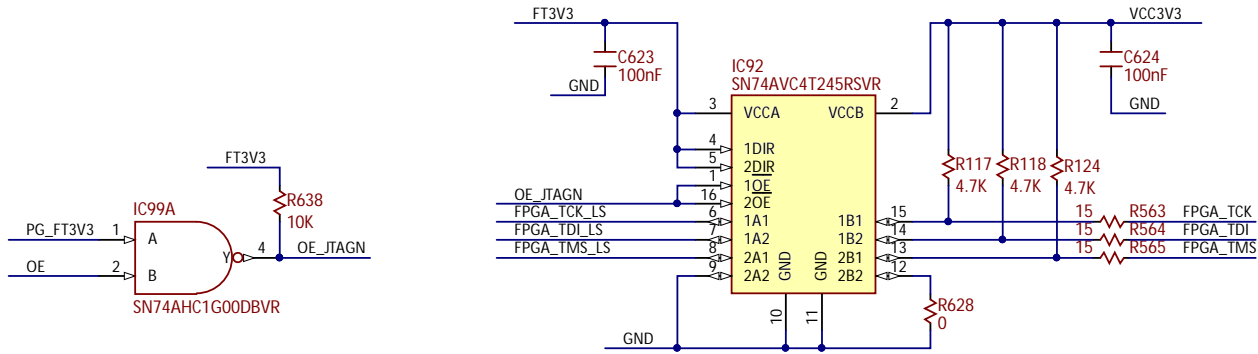 FT3V3
VCC3V3
C623
100nF
GND
C624
100nF
GND
IC92
SN74AVC4T245RSVR
3 VCCA VCCB 2
4 1DIR
5 2DIR
1 1OE
16 2OE
6 1A1 1B1 15
7 1A2 1B2 14
8 2A1 2B1 13
9 2A2 2B2 12
GND GND
10 11
R117
4.7K
R118
4.7K
R124
4.7K
OE_JTAGN
FPGA_TCK_LS
FPGA_TDI_LS
FPGA_TMS_LS
15 R563 FPGA_TCK
15 R564 FPGA_TDI
15 R565 FPGA_TMS
R628
0
GND
FT3V3
R638
10K
IC99A
PG_FT3V3 1 A
Y 4 OE_JTAGN
OE 2 B
SN74AHC1G00DBVR